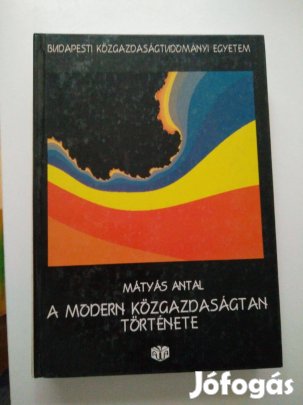 BUDAPESTI KÖZGAZDASÁGTUDOMÁNYI EGYETEM
MÁTYÁS ANTAL
A MODERN KÖZGAZDASÁGTAN
TÖRTÉNETE
Jófogás